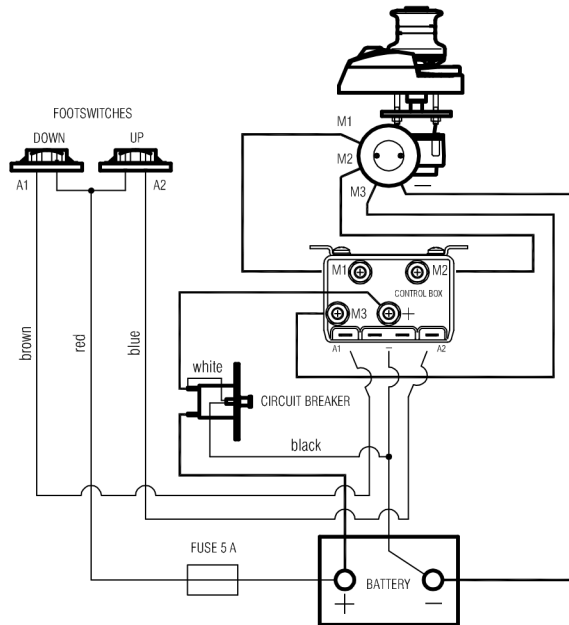 M1
FOOTSWITCHES
DOWN UP
M2
A1 A2
M3 –
M1 M2
CONTROL BOX
M3 +
A1 – A2
brown
red
blue
white
CIRCUIT BREAKER
black
FUSE 5 A
BATTERY
+ –